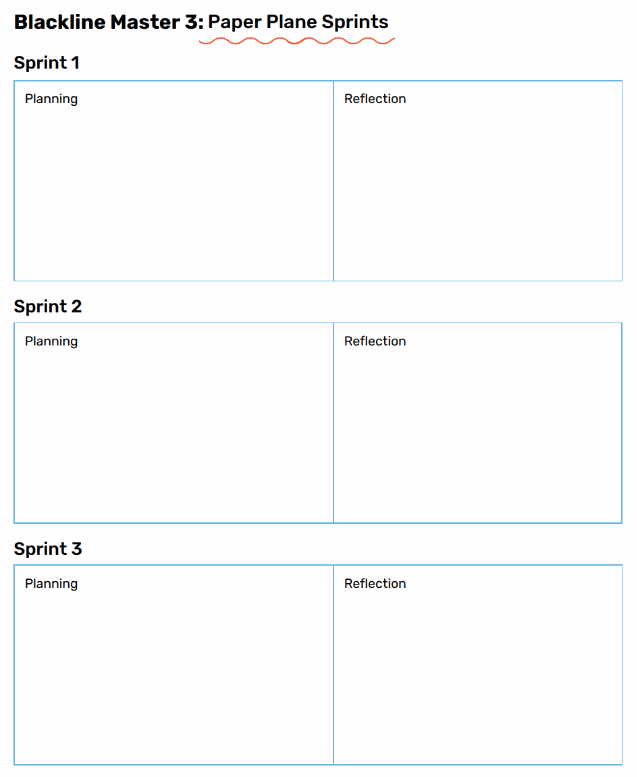 Blackline Master 3: Paper Plane Sprints
Sprint 1
Planning
Reflection
Sprint 2
Planning
Reflection
Sprint 3
Planning
Reflection